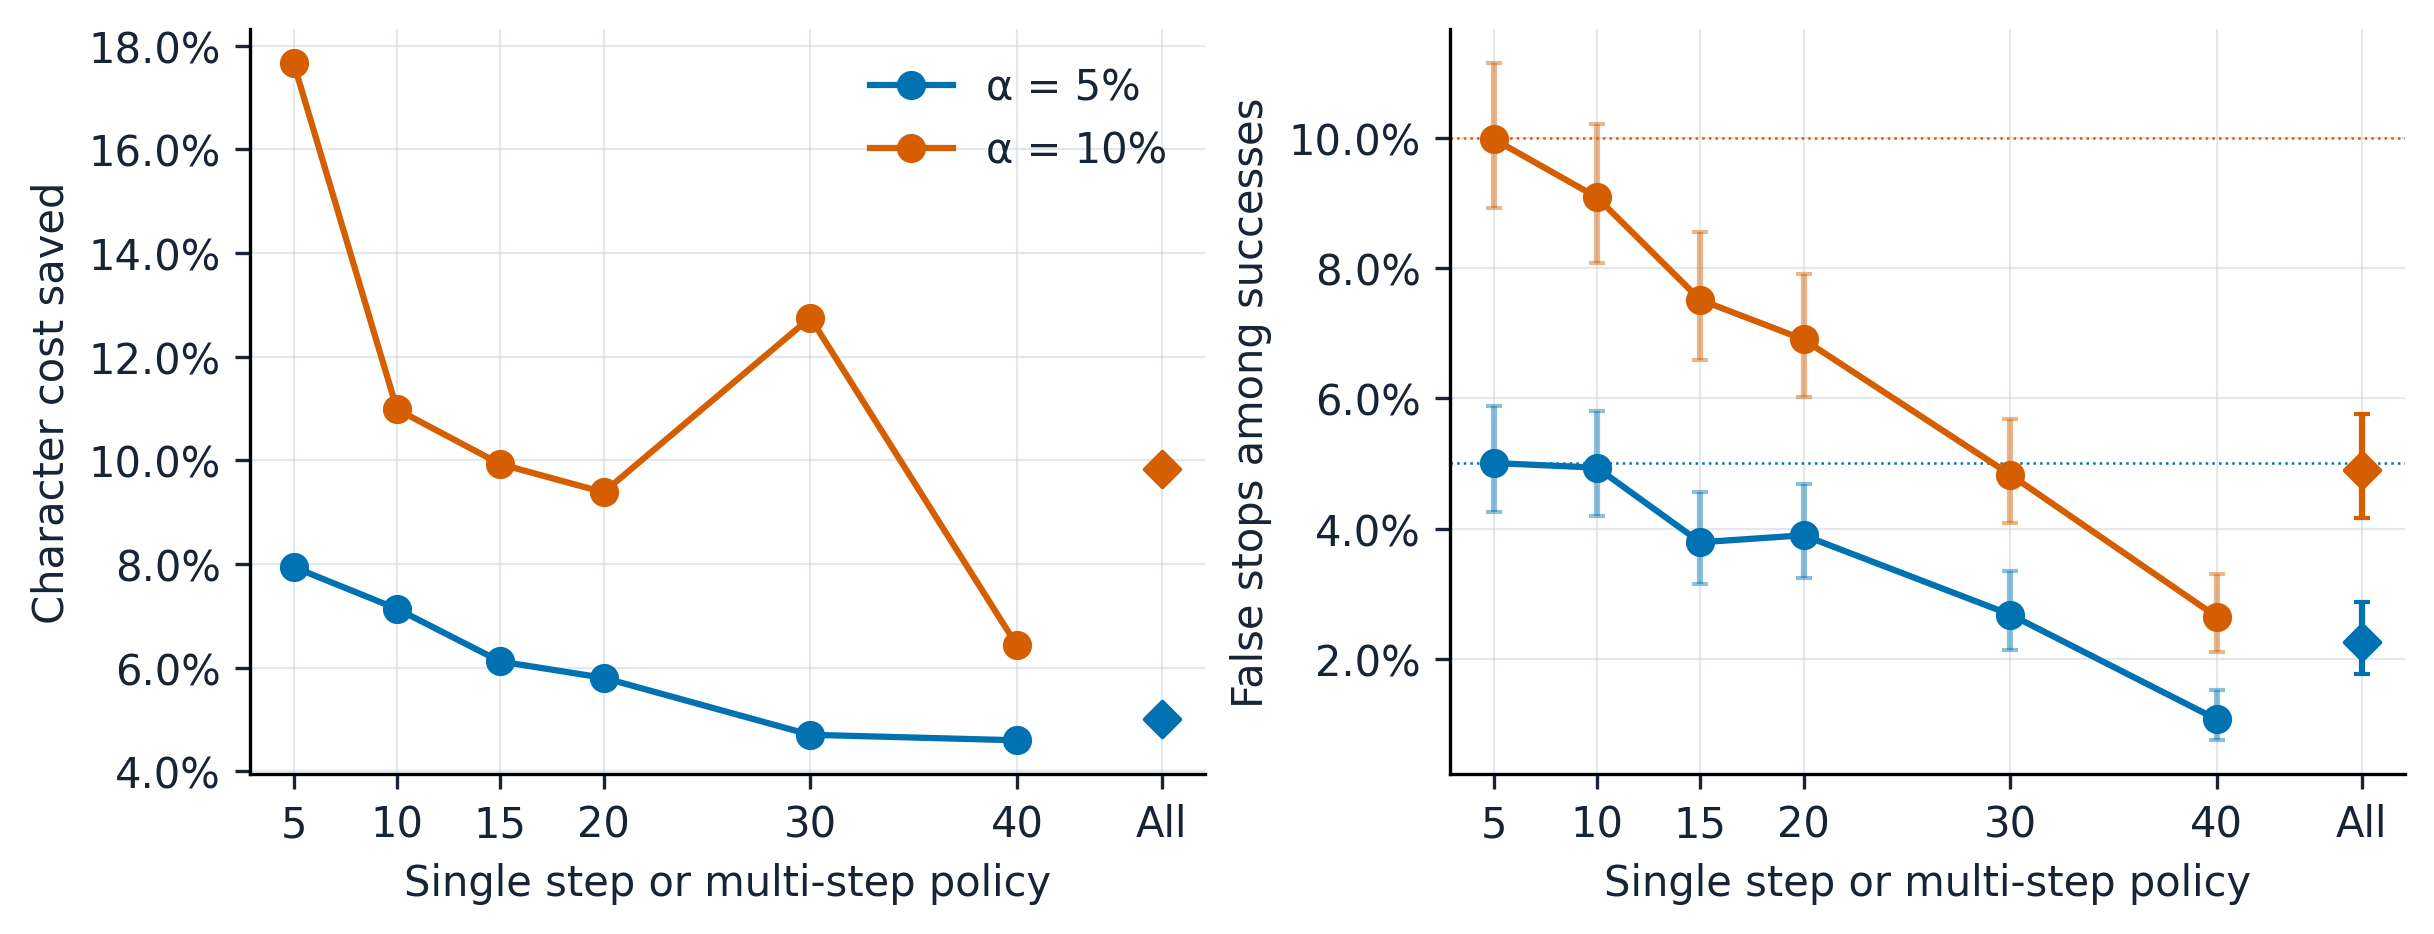 Character cost saved
18.0%
16.0%
14.0%
12.0%
10.0%
8.0%
6.0%
4.0%
α = 5%
α = 10%
5 10 15 20 30 40 All
Single step or multi-step policy
False stops among successes
10.0%
8.0%
6.0%
4.0%
2.0%
5 10 15 20 30 40 All
Single step or multi-step policy